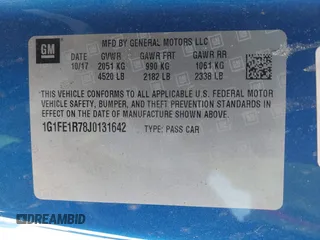 GM
MFD BY GENERAL MOTORS LLC
DATE GVWR GAWR FRT GAWR RR
10/17 2051 KG 990 KG 1061 KG
4520 LB 2182 LB 2338 LB
THIS VEHICLE CONFORMS TO ALL APPLICABLE U.S. FEDERAL MOTOR
VEHICLE SAFETY, BUMPER, AND THEFT PREVENTION STANDARDS
IN EFFECT ON THE DATE OF MANUFACTURE SHOWN ABOVE.
1G1FE1R78J0131642 TYPE: PASS CAR
DREAMBID